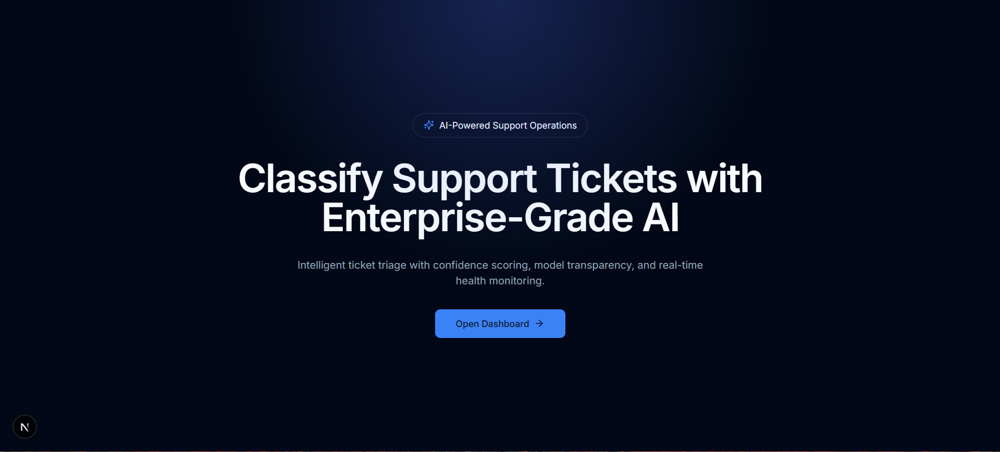 AI-Powered Support Operations
Classify Support Tickets with
Enterprise-Grade AI
Intelligent ticket triage with confidence scoring, model transparency, and real-time
health monitoring.
Open Dashboard
N